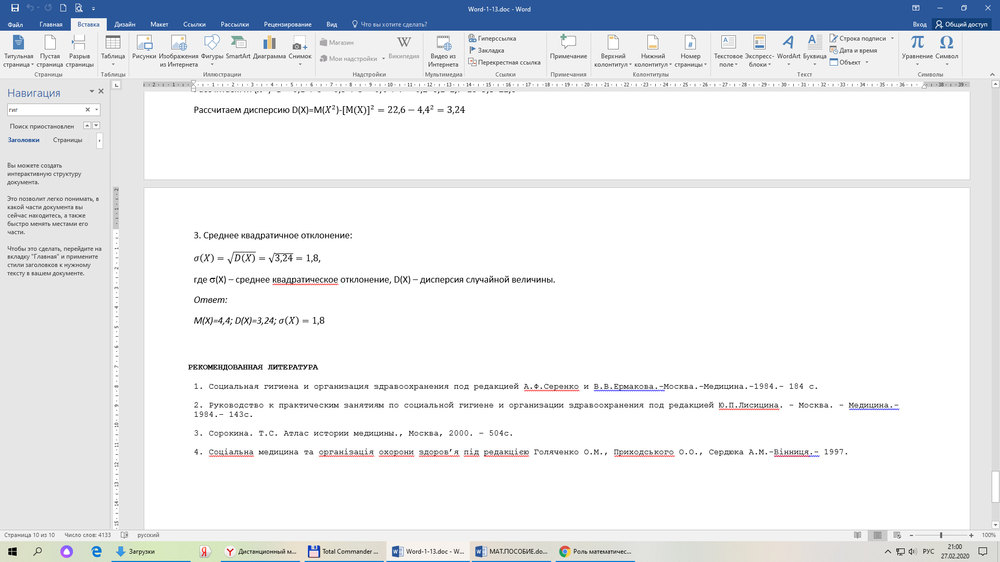 Word-1-13.doc - Word
Файл Главная Вставка Дизайн Макет Ссылки Рассылки Рецензирование Вид Что вы хотите сделать? Вход Общий доступ
Титульная страница
Пустая страница
Разрыв страницы
Таблица
Рисунки
Изображения из Интернета
Фигуры
SmartArt
Диаграмма
Снимок
Магазин
Мои надстройки
Википедия
Видео из Интернета
Гиперссылка
Закладка
Перекрестная ссылка
Примечание
Верхний колонтитул
Нижний колонтитул
Номер страницы
Текстовое поле
Экспресс-блоки
WordArt
Буквица
Строка подписи
Дата и время
Объект
Уравнение
Символ
Страницы Таблицы Иллюстрации Надстройки Мультимедиа Ссылки Примечания Колонтитулы Текст Символы
Навигация
гиг
Поиск приостановлен
Заголовки Страницы
Вы можете создать
интерактивную структуру
документа.
Это позволит легко понимать, в
какой части документа вы
сейчас находитесь, а также
быстро менять местами его
части.
Чтобы это сделать, перейдите на
вкладку "Главная" и примените
стили заголовков к нужному
тексту в вашем документе.
Рассчитаем дисперсию D(X)=M(X²)-[M(X)]² = 22,6 − 4,4² = 3,24
3. Среднее квадратичное отклонение:
σ(X) = √D(X) = √3,24 = 1,8,
где σ(X) – среднее квадратическое отклонение, D(X) – дисперсия случайной величины.
Ответ:
M(X)=4,4; D(X)=3,24; σ(X) = 1,8
РЕКОМЕНДОВАННАЯ ЛИТЕРАТУРА
1. Социальная гигиена и организация здравоохранения под редакцией А.Ф.Серенко и В.В.Ермакова.–Москва.–Медицина.–1984.– 184 с.
2. Руководство к практическим занятиям по социальной гигиене и организации здравоохранения под редакцией Ю.П.Лисицина. – Москва. – Медицина.–
1984.– 143с.
3. Сорокина. Т.С. Атлас истории медицины., Москва, 2000. – 504с.
4. Соціальна медицина та організація охорони здоров’я під редакцією Голяченко О.М., Приходського О.О., Сердюка А.М.–Вінниця.– 1997.
Страница 10 из 10 Число слов: 4133 русский 100%
Загрузки
Я
Дистанционный м...
Total Commander ...
Word-1-13.doc - W...
МАТ.ПОСОБИЕ.do...
Роль математичес...
РУС
21:00
27.02.2020